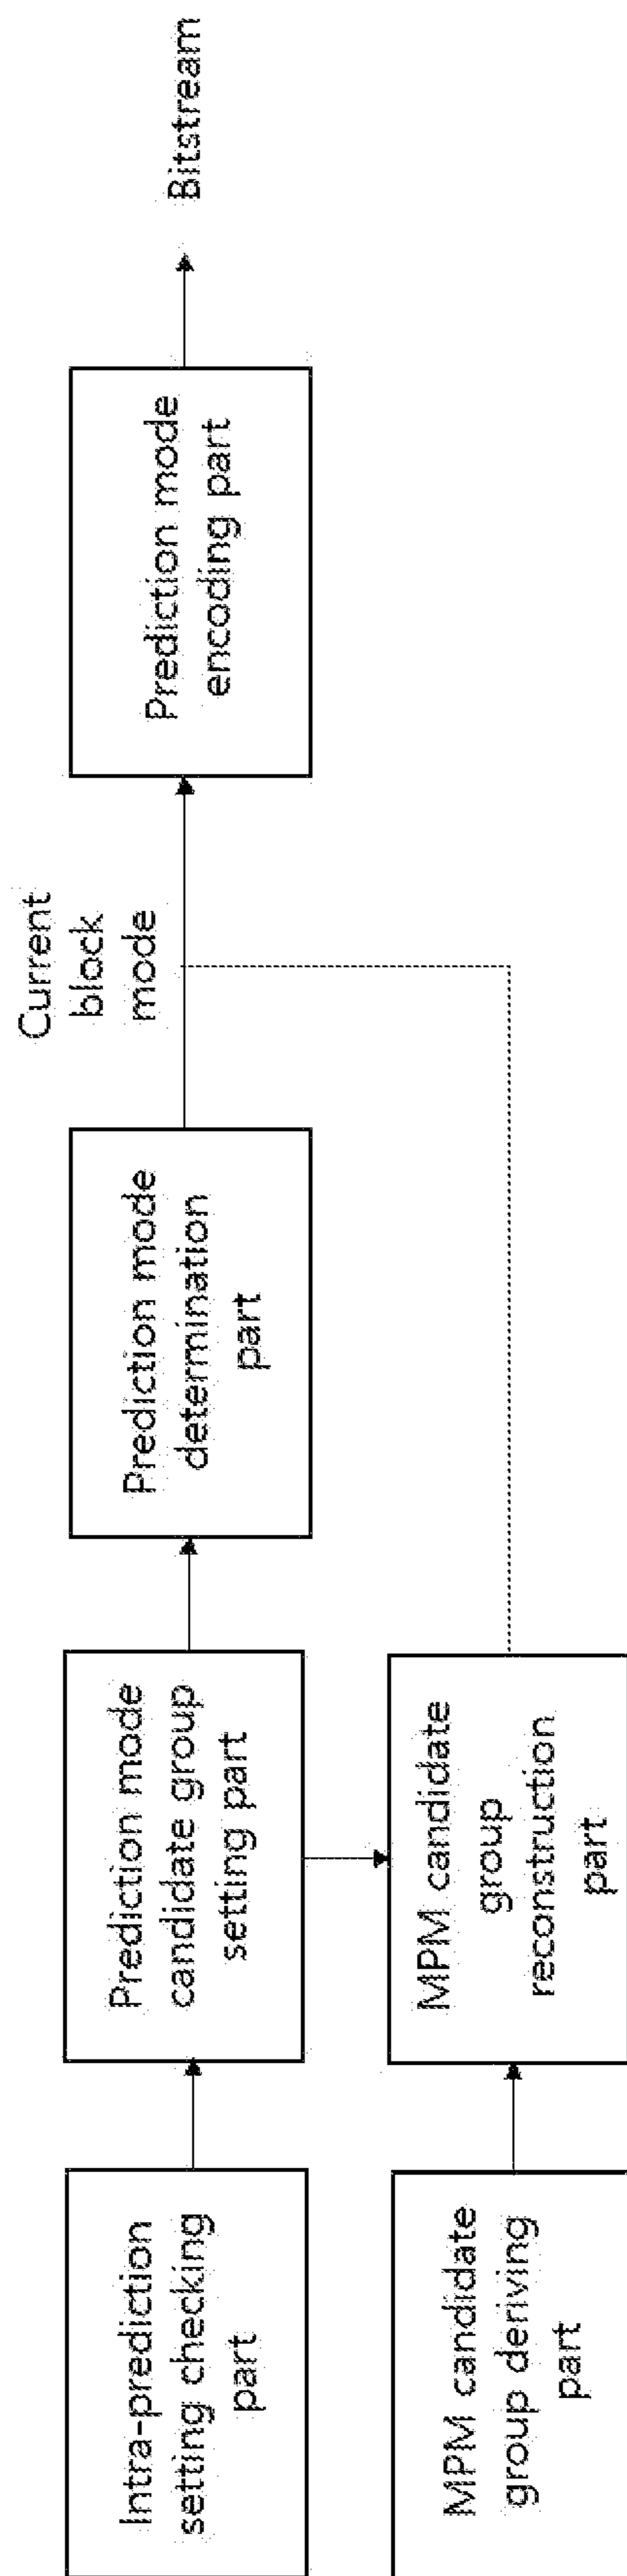 Intra-prediction
setting checking
part
Prediction mode
candidate group
setting part
Prediction mode
determination
part
Current
block
mode
Prediction mode
encoding part
Bitstream
MPM candidate
group deriving
part
MPM candidate
group
reconstruction
part